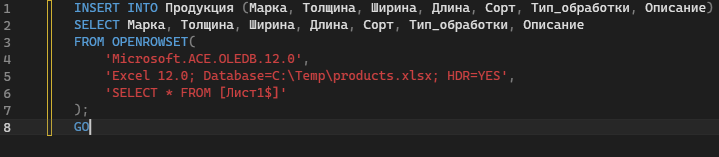 1 INSERT INTO Продукция (Марка, Толщина, Ширина, Длина, Сорт, Тип_обработки, Описание)
2 SELECT Марка, Толщина, Ширина, Длина, Сорт, Тип_обработки, Описание
3 FROM OPENROWSET(
4 'Microsoft.ACE.OLEDB.12.0',
5 'Excel 12.0; Database=C:\Temp\products.xlsx; HDR=YES',
6 'SELECT * FROM [Лист1$]'
7 );
8 GO